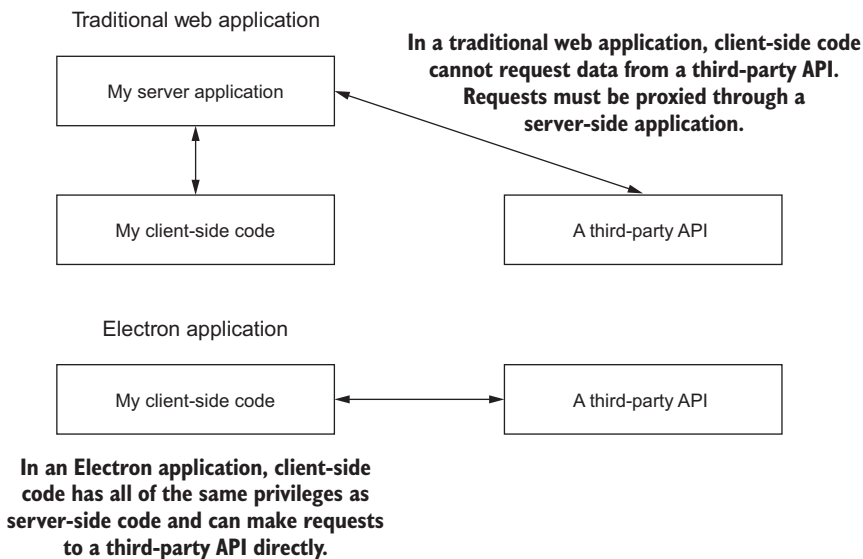 Traditional web application
In a traditional web application, client-side code
cannot request data from a third-party API.
Requests must be proxied through a
server-side application.
My server application
My client-side code
A third-party API
Electron application
My client-side code
A third-party API
In an Electron application, client-side
code has all of the same privileges as
server-side code and can make requests
to a third-party API directly.